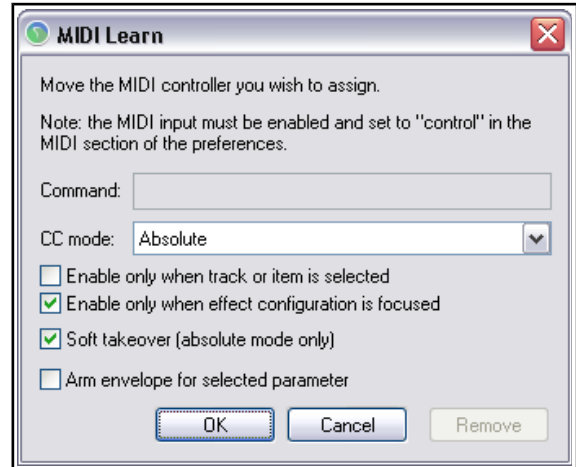 MIDI Learn
Move the MIDI controller you wish to assign.
Note: the MIDI input must be enabled and set to "control" in the
MIDI section of the preferences.
Command:
CC mode: Absolute
Enable only when track or item is selected
Enable only when effect configuration is focused
Soft takeover (absolute mode only)
Arm envelope for selected parameter
OK Cancel Remove